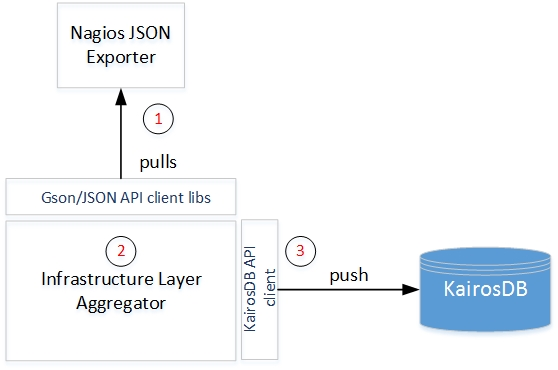 Nagios JSON
Exporter
1
pulls
Gson/JSON API client libs
2
Infrastructure Layer
Aggregator
KairosDB API
client
3
push
KairosDB